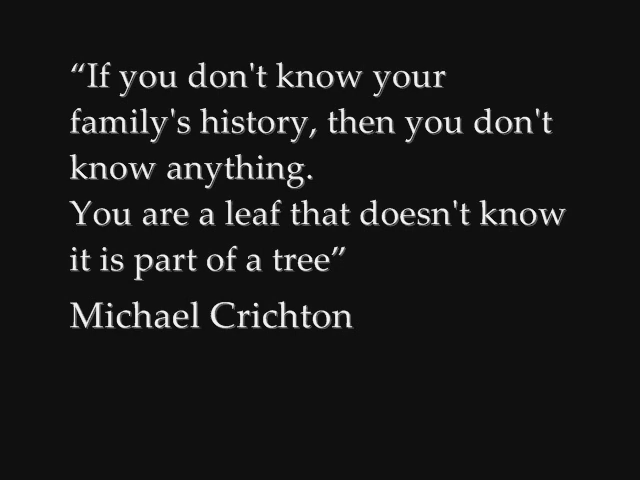 “If you don't know your
family's history, then you don't
know anything.
You are a leaf that doesn't know
it is part of a tree”
Michael Crichton